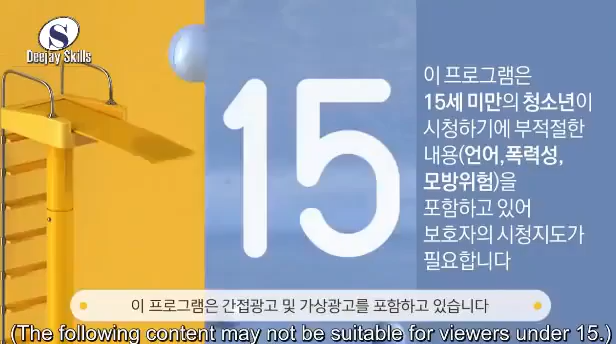 S
Deejay Skills
15
이 프로그램은
15세 미만의 청소년이
시청하기에 부적절한
내용(언어,폭력성,
모방위험)을
포함하고 있어
보호자의 시청지도가
필요합니다
이 프로그램은 간접광고 및 가상광고를 포함하고 있습니다
(The following content may not be suitable for viewers under 15.)